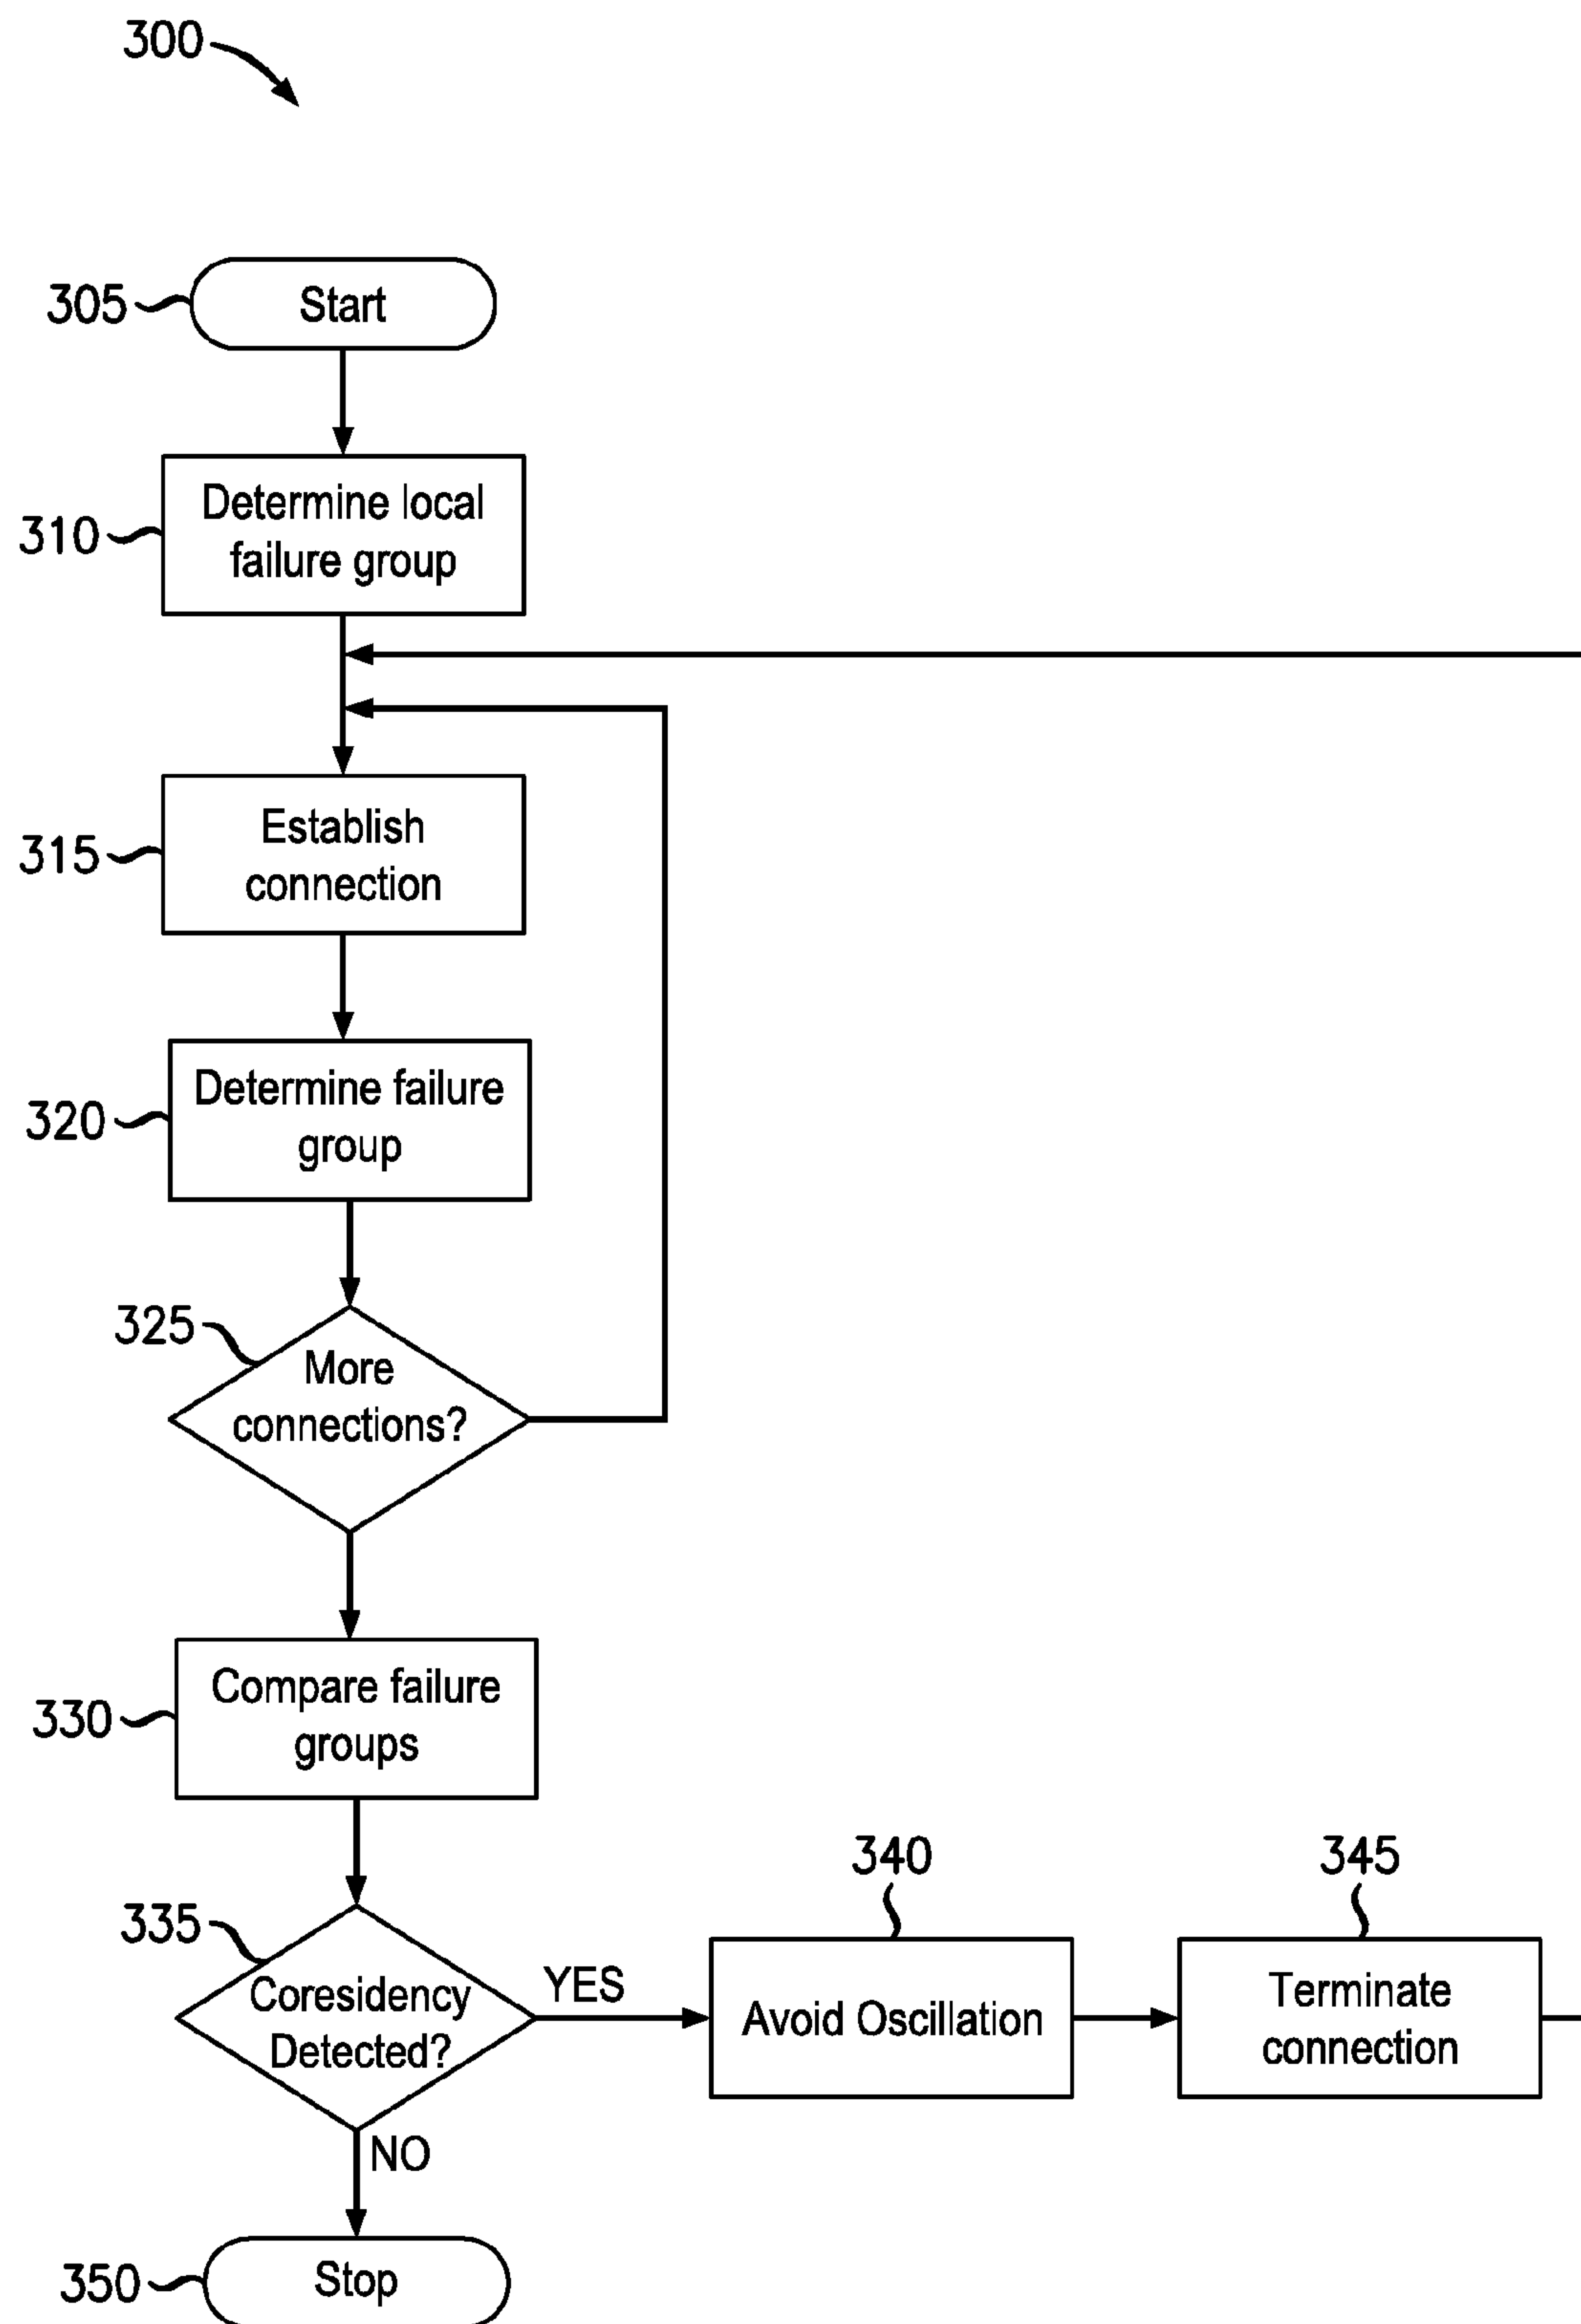 300
305
Start
310
Determine local
failure group
315
Establish
connection
320
Determine failure
group
325
More
connections?
330
Compare failure
groups
335
Coresidency
Detected?
YES
340
Avoid Oscillation
345
Terminate
connection
NO
350
Stop